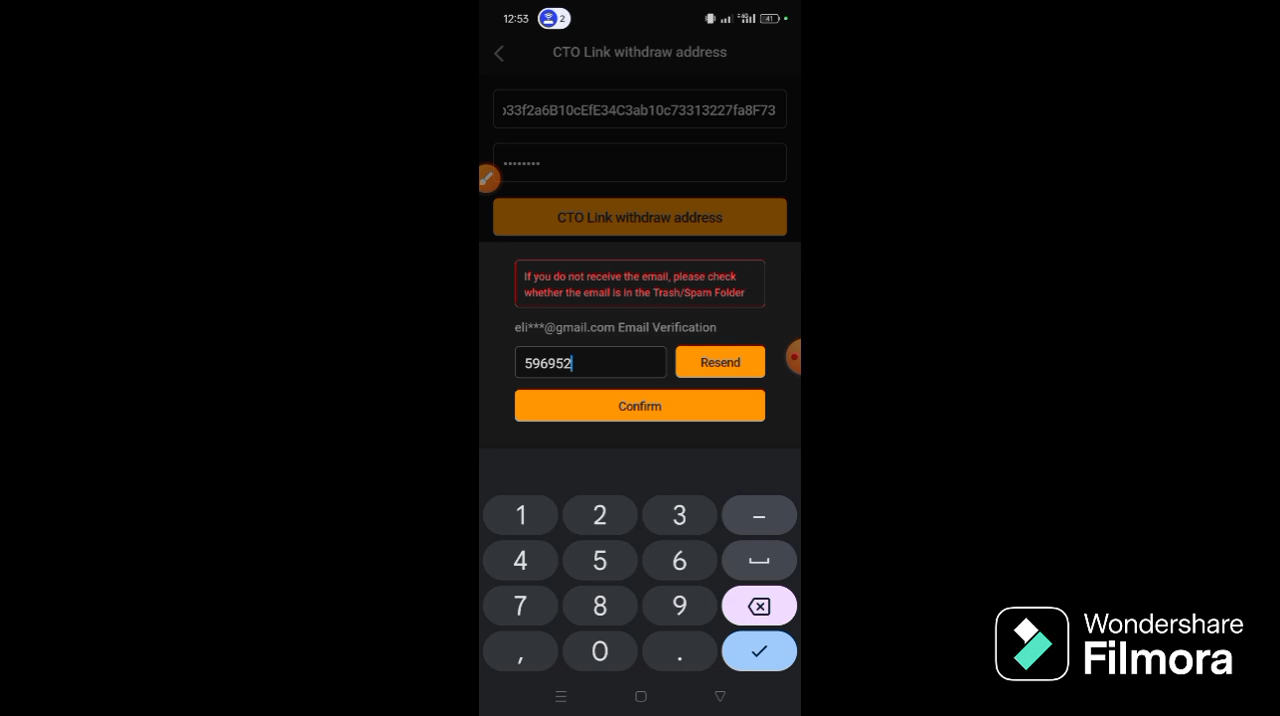 12:53
2
41
CTO Link withdraw address
b33f2a6B10cEfE34C3ab10c73313227fa8F73
••••••••
CTO Link withdraw address
If you do not receive the email, please check
whether the email is in the Trash/Spam Folder
eli***@gmail.com Email Verification
596952
Resend
Confirm
1 2 3 –
4 5 6
7 8 9
, 0 .
Wondershare
Filmora